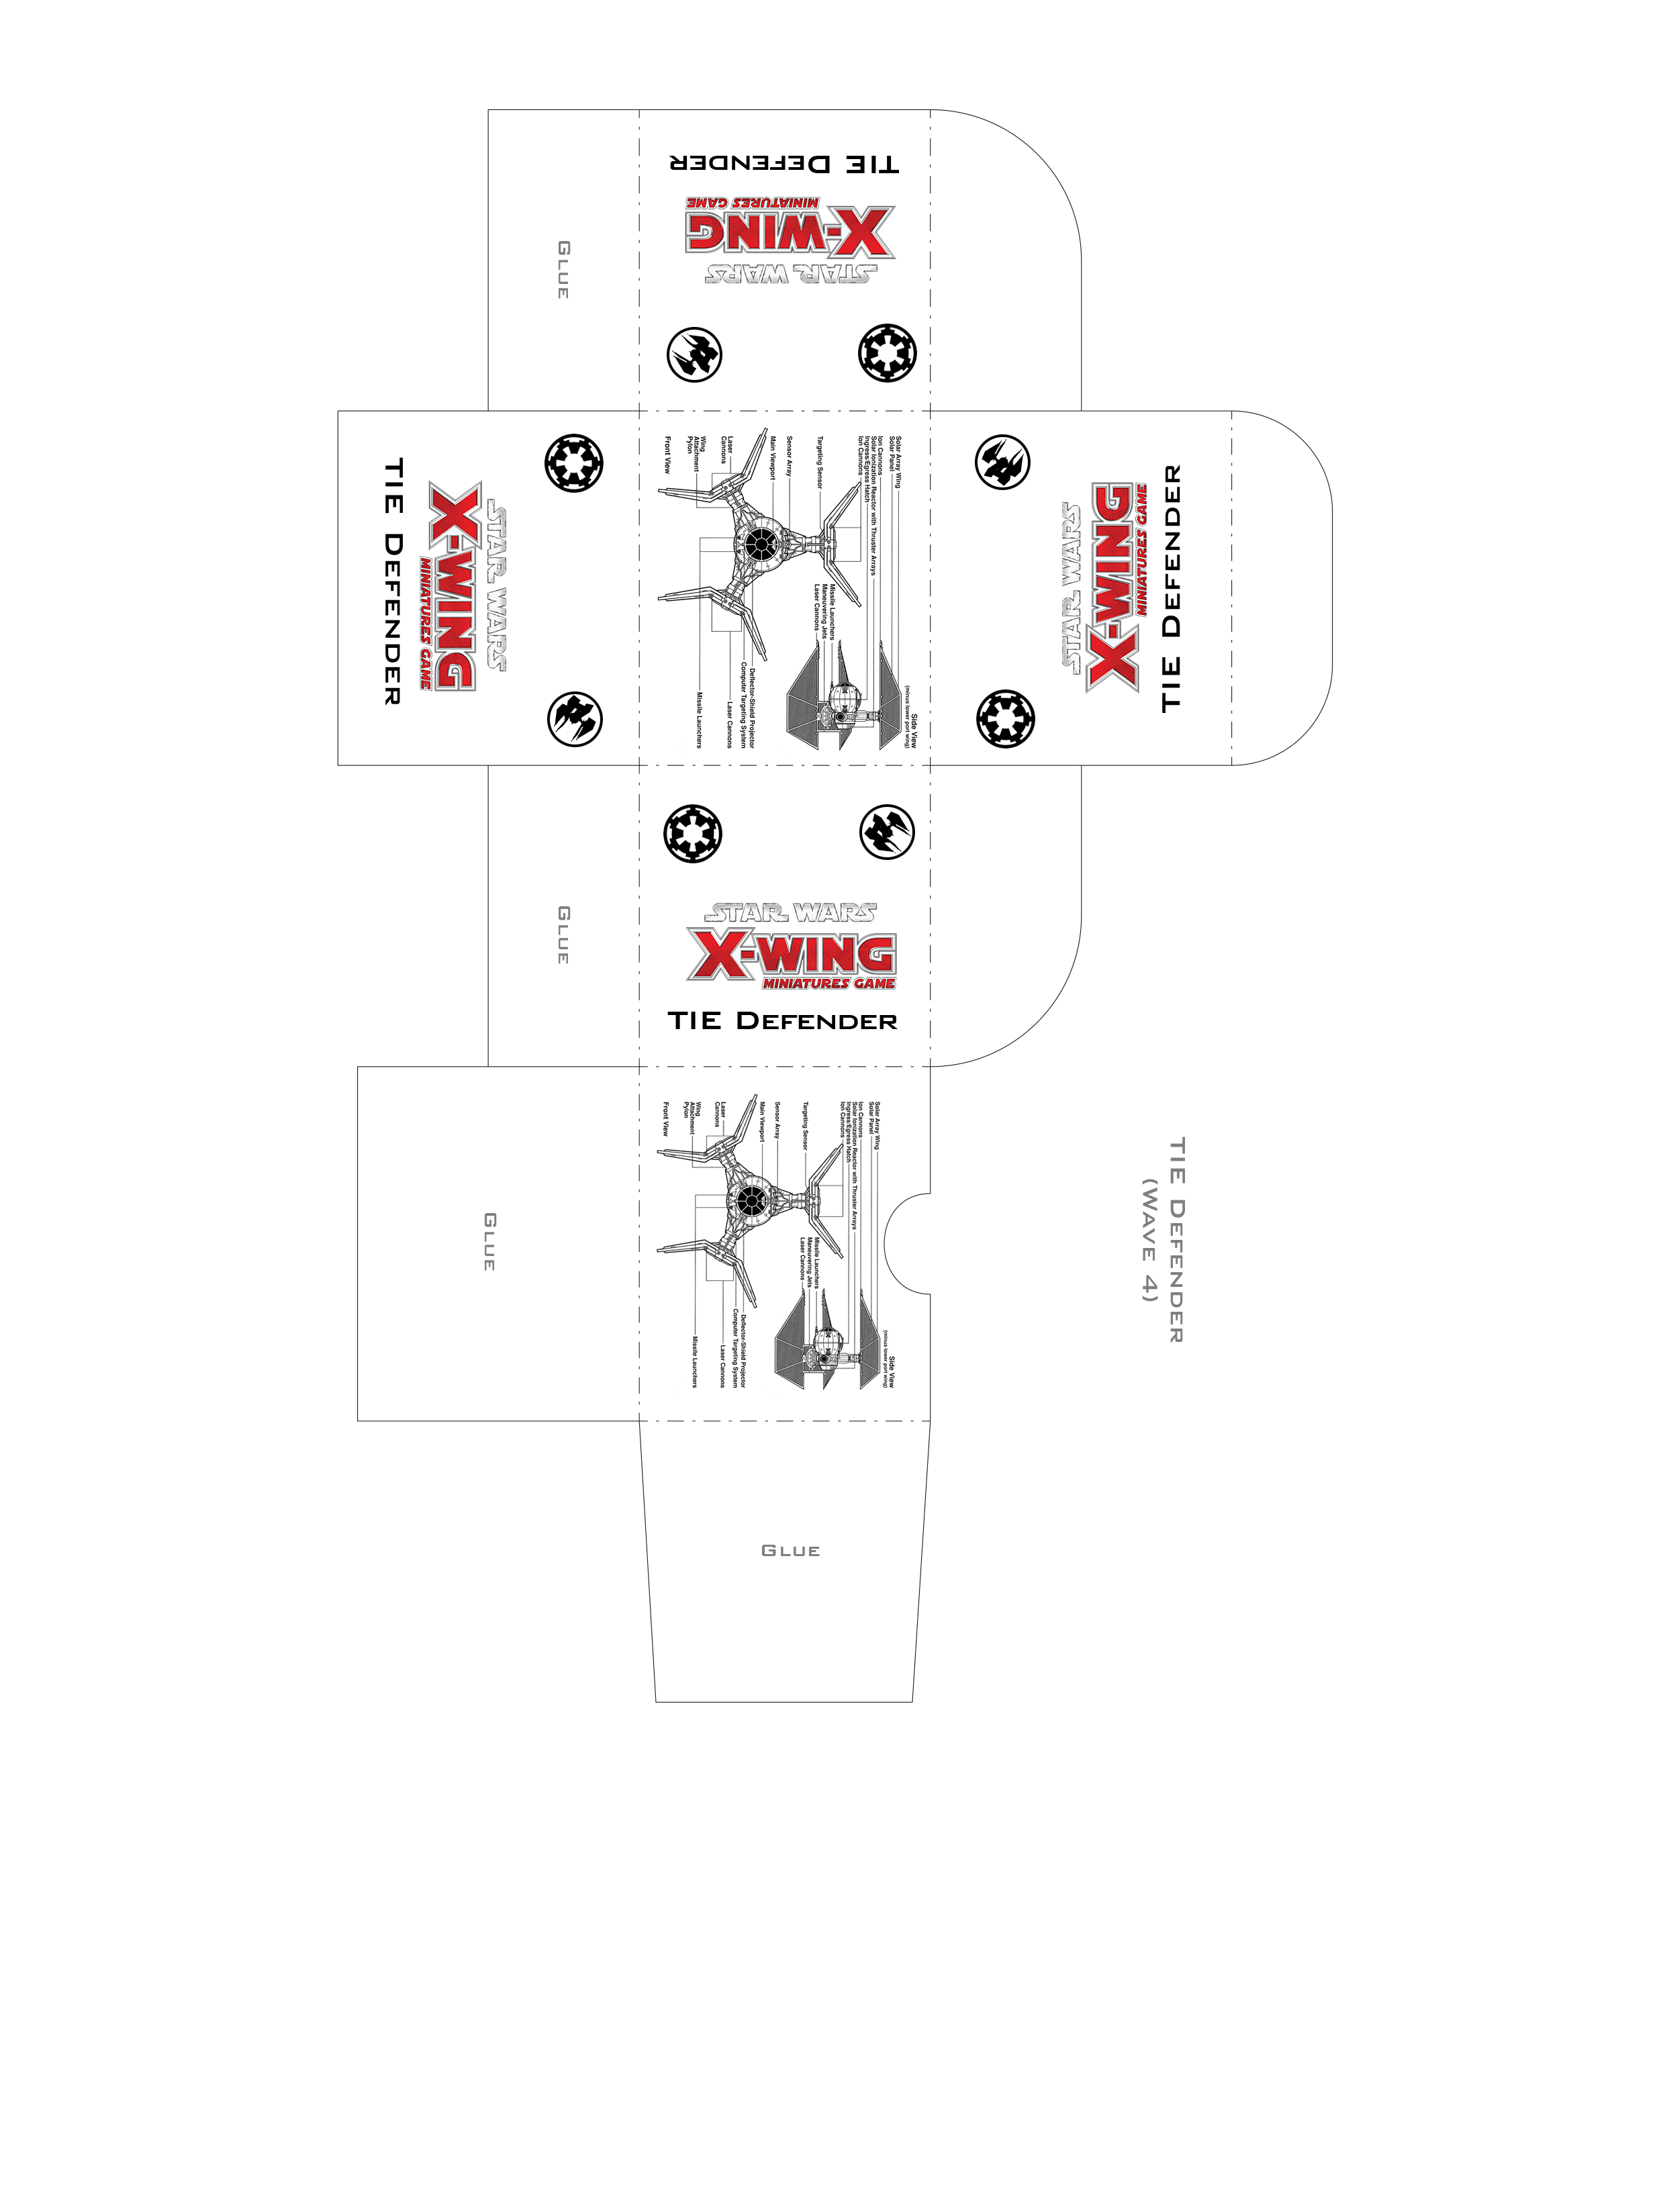 TIE DEFENDER
MINIATURES GAME
X-WING
STAR WARS
GLUE
TIE DEFENDER
STAR WARS
X-WING
MINIATURES GAME
Solar Array Wing
Solar Panel
Ion Cannons
Solar Ionization Reactor with Thruster Arrays
Ingress/Egress Hatch
Ion Cannons
Targeting Sensor
Sensor Array
Main Viewport
Laser
Cannons
Wing
Attachment
Pylon
Front View
Missile Launchers
Maneuvering Jets
Laser Cannons
Side View
(minus lower port wing)
Deflector-Shield Projector
Computer Targeting System
Laser Cannons
Missile Launchers
STAR WARS
X-WING
MINIATURES GAME
TIE DEFENDER
GLUE
STAR WARS
X-WING
MINIATURES GAME
TIE DEFENDER
GLUE
Solar Array Wing
Solar Panel
Ion Cannons
Solar Ionization Reactor with Thruster Arrays
Ingress/Egress Hatch
Ion Cannons
Targeting Sensor
Sensor Array
Main Viewport
Laser
Cannons
Wing
Attachment
Pylon
Front View
Missile Launchers
Maneuvering Jets
Laser Cannons
Side View
(minus lower port wing)
Deflector-Shield Projector
Computer Targeting System
Laser Cannons
Missile Launchers
TIE DEFENDER
(WAVE 4)
GLUE